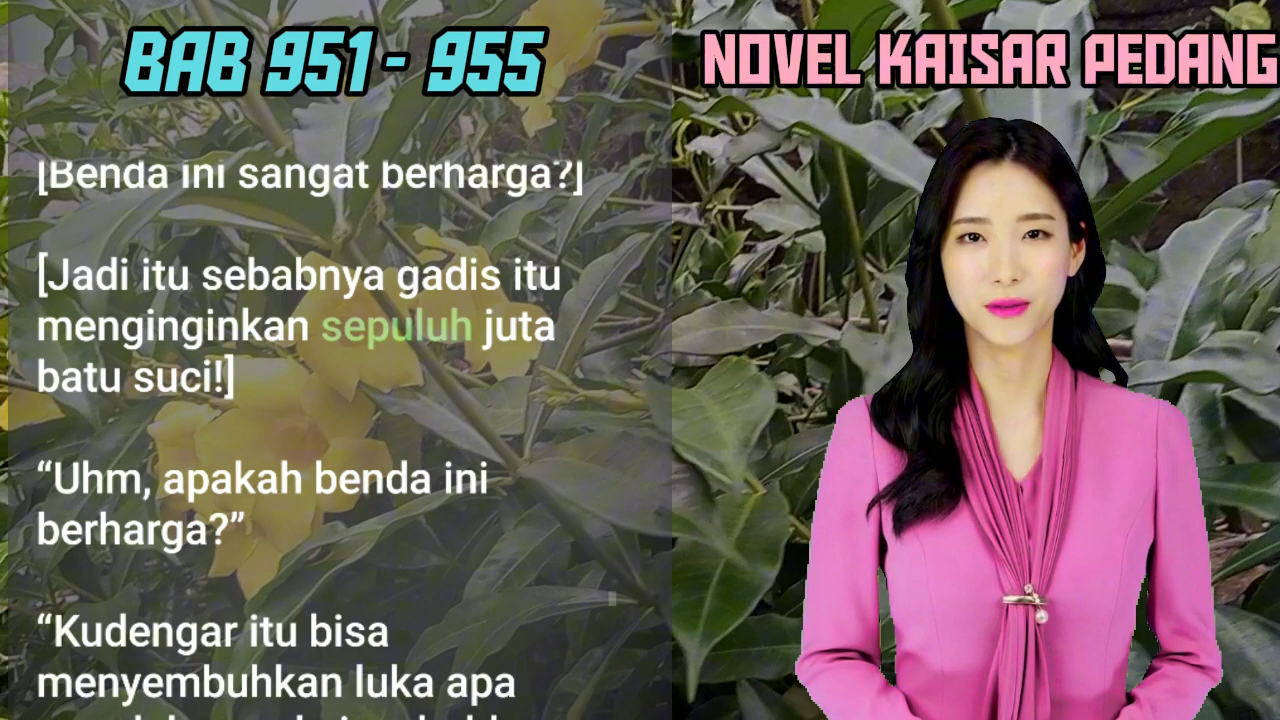 BAB 951 - 955
NOVEL KAISAR PEDANG
[Benda ini sangat berharga?]
[Jadi itu sebabnya gadis itu
menginginkan sepuluh juta
batu suci!]
“Uhm, apakah benda ini
berharga?”
“Kudengar itu bisa
menyembuhkan luka apa